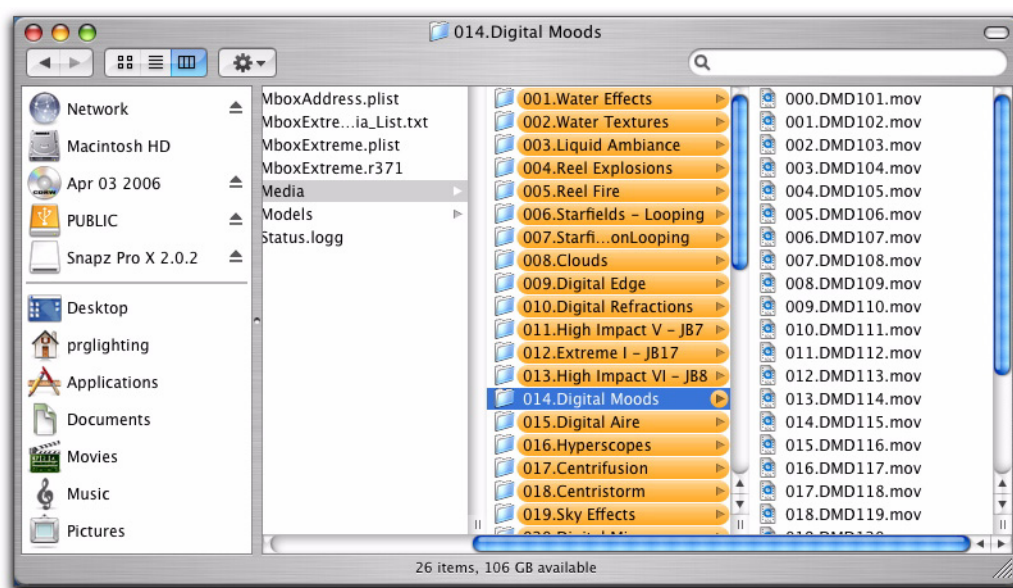 014.Digital Moods
Network
Macintosh HD
Apr 03 2006
PUBLIC
Snapz Pro X 2.0.2
Desktop
prglighting
Applications
Documents
Movies
Music
Pictures
MboxAddress.plist
MboxExtre...ia_List.txt
MboxExtreme.plist
MboxExtreme.r371
Media
Models
Status.logg
001.Water Effects
002.Water Textures
003.Liquid Ambiance
004.Reel Explosions
005.Reel Fire
006.Starfields - Looping
007.Starfi...onLooping
008.Clouds
009.Digital Edge
010.Digital Refractions
011.High Impact V - JB7
012.Extreme I - JB17
013.High Impact VI - JB8
014.Digital Moods
015.Digital Aire
016.Hyperscopes
017.Centrifusion
018.Centristorm
019.Sky Effects
000.DMD101.mov
001.DMD102.mov
002.DMD103.mov
003.DMD104.mov
004.DMD105.mov
005.DMD106.mov
006.DMD107.mov
007.DMD108.mov
008.DMD109.mov
009.DMD110.mov
010.DMD111.mov
011.DMD112.mov
012.DMD113.mov
013.DMD114.mov
014.DMD115.mov
015.DMD116.mov
016.DMD117.mov
017.DMD118.mov
018.DMD119.mov
26 items, 106 GB available